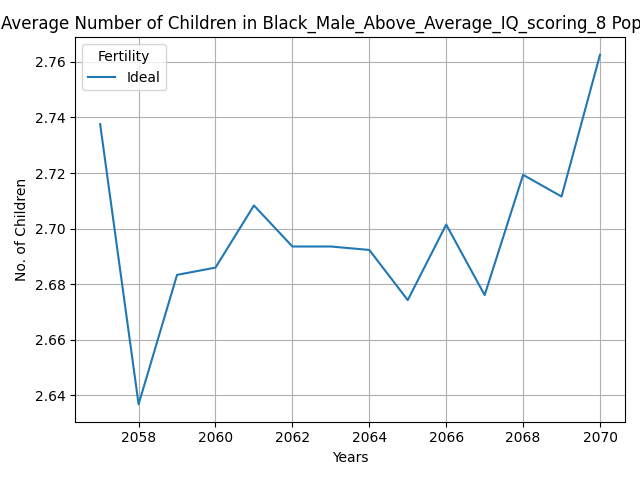 Average Number of Children in Black_Male_Above_Average_IQ_scoring_8 Pop
Fertility
Ideal
2.76
2.74
2.72
2.70
2.68
2.66
2.64
No. of Children
2058 2060 2062 2064 2066 2068 2070
Years